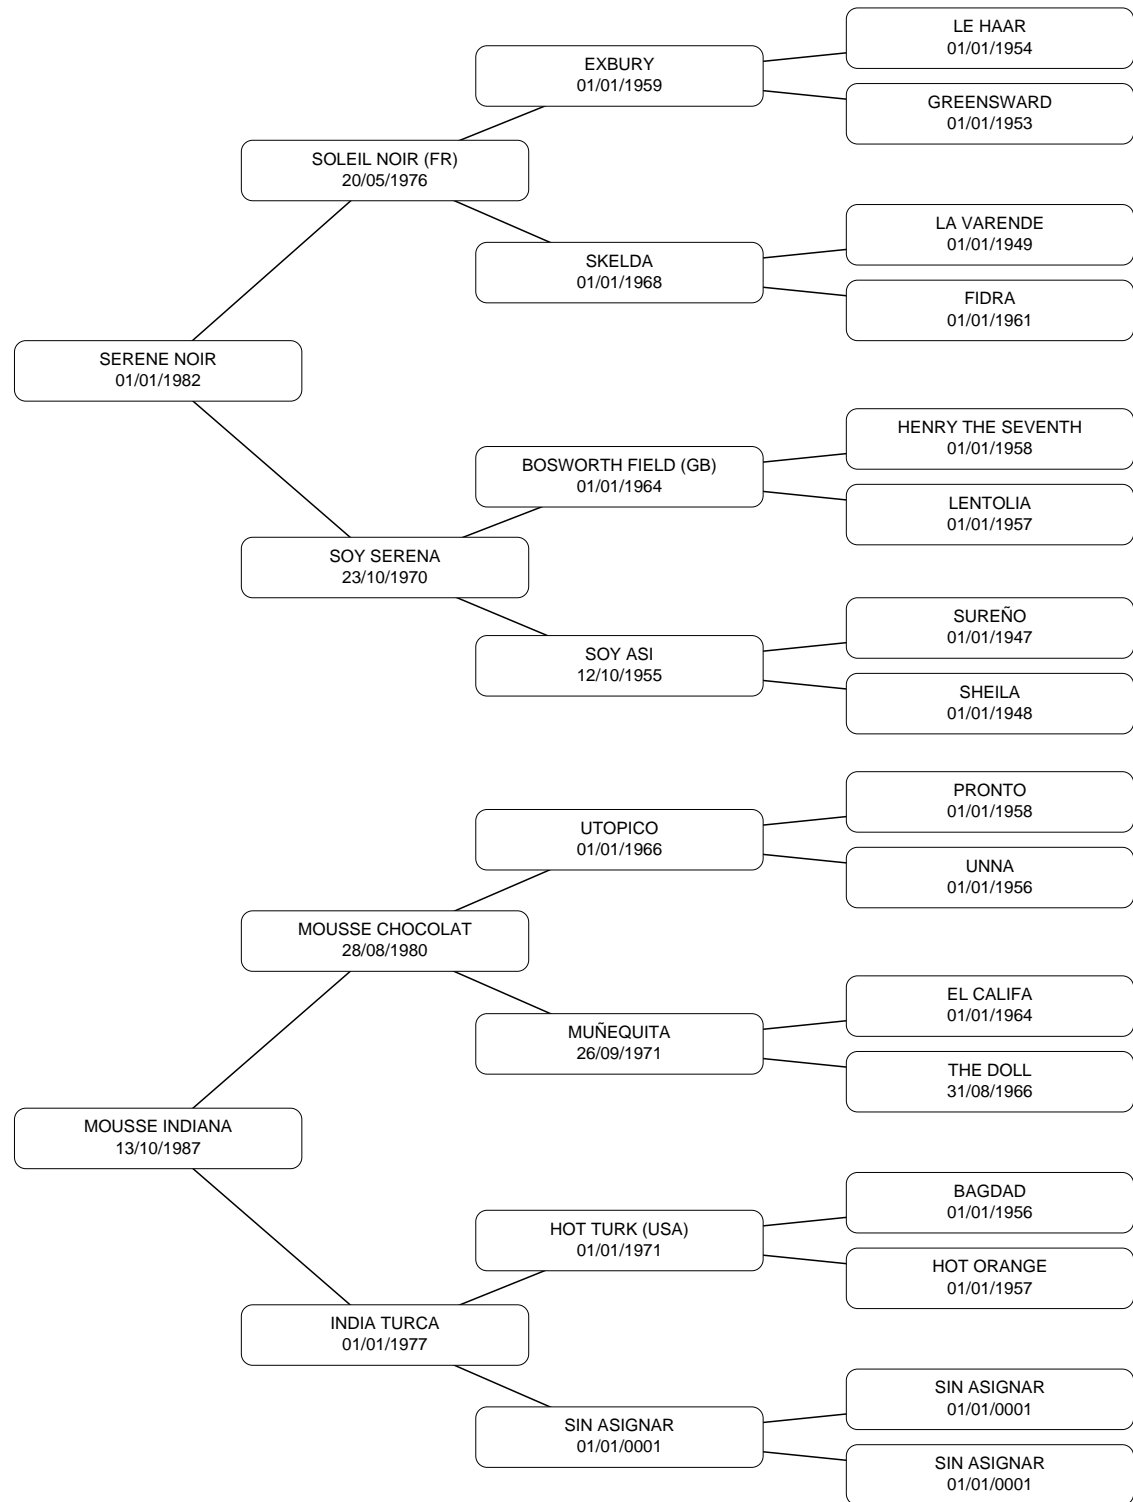 LE HAAR
01/01/1954
EXBURY
01/01/1959
GREENSWARD
01/01/1953
SOLEIL NOIR (FR)
20/05/1976
LA VARENDE
01/01/1949
SKELDA
01/01/1968
FIDRA
01/01/1961
SERENE NOIR
01/01/1982
HENRY THE SEVENTH
01/01/1958
BOSWORTH FIELD (GB)
01/01/1964
LENTOLIA
01/01/1957
SOY SERENA
23/10/1970
SUREÑO
01/01/1947
SOY ASI
12/10/1955
SHEILA
01/01/1948
PRONTO
01/01/1958
UTOPICO
01/01/1966
UNNA
01/01/1956
MOUSSE CHOCOLAT
28/08/1980
EL CALIFA
01/01/1964
MUÑEQUITA
26/09/1971
THE DOLL
31/08/1966
MOUSSE INDIANA
13/10/1987
BAGDAD
01/01/1956
HOT TURK (USA)
01/01/1971
HOT ORANGE
01/01/1957
INDIA TURCA
01/01/1977
SIN ASIGNAR
01/01/0001
SIN ASIGNAR
01/01/0001
SIN ASIGNAR
01/01/0001